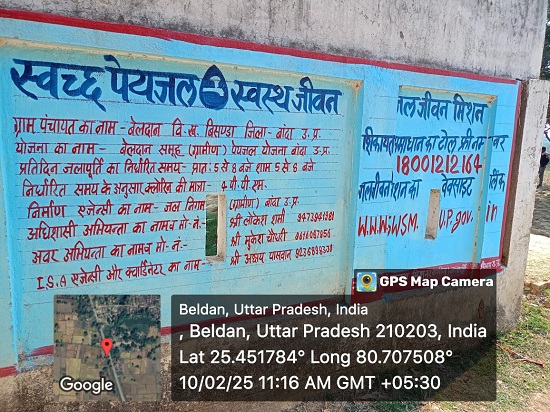 स्वच्छ पेयजल स्वस्थ जीवन
ग्राम पंचायत का नाम - बेलदान वि.ख. बिसण्डा जिला - बांदा उ.प्र.
योजना का नाम - बेलदान समूह (ग्रामीण) पेयजल योजना बांदा उ.प्र.
प्रतिदिन जलापूर्ति का निर्धारित समय - प्रातः 5 से 8 बजे शाम 5 से 8 बजे
निर्धारित समय के अनुसार क्लोरिन की मात्रा - 4 पी.पी.एम.
निर्माण एजेन्सी का नाम - जल निगम (ग्रामीण) बांदा उ.प्र.
अधिशासी अभियन्ता का नाम व मो. नं. - श्री लोकेश शर्मा 9473941581
अवर अभियन्ता का नाम व मो. नं. - श्री मुकेश चौधरी
I.S.A एजेन्सी और क्वार्डिनेटर का नाम - श्री अक्षय पासवान
जल जीवन मिशन
शिकायत समाधान का टोल फ्री नम्बर
18001212164
जल जीवन मिशन का वेबसाइट लिंक
W.W.W; JJSM. U.P. gov. in
GPS Map Camera
Beldan, Uttar Pradesh, India
, Beldan, Uttar Pradesh 210203, India
Lat 25.451784° Long 80.707508°
10/02/25 11:16 AM GMT +05:30
Google